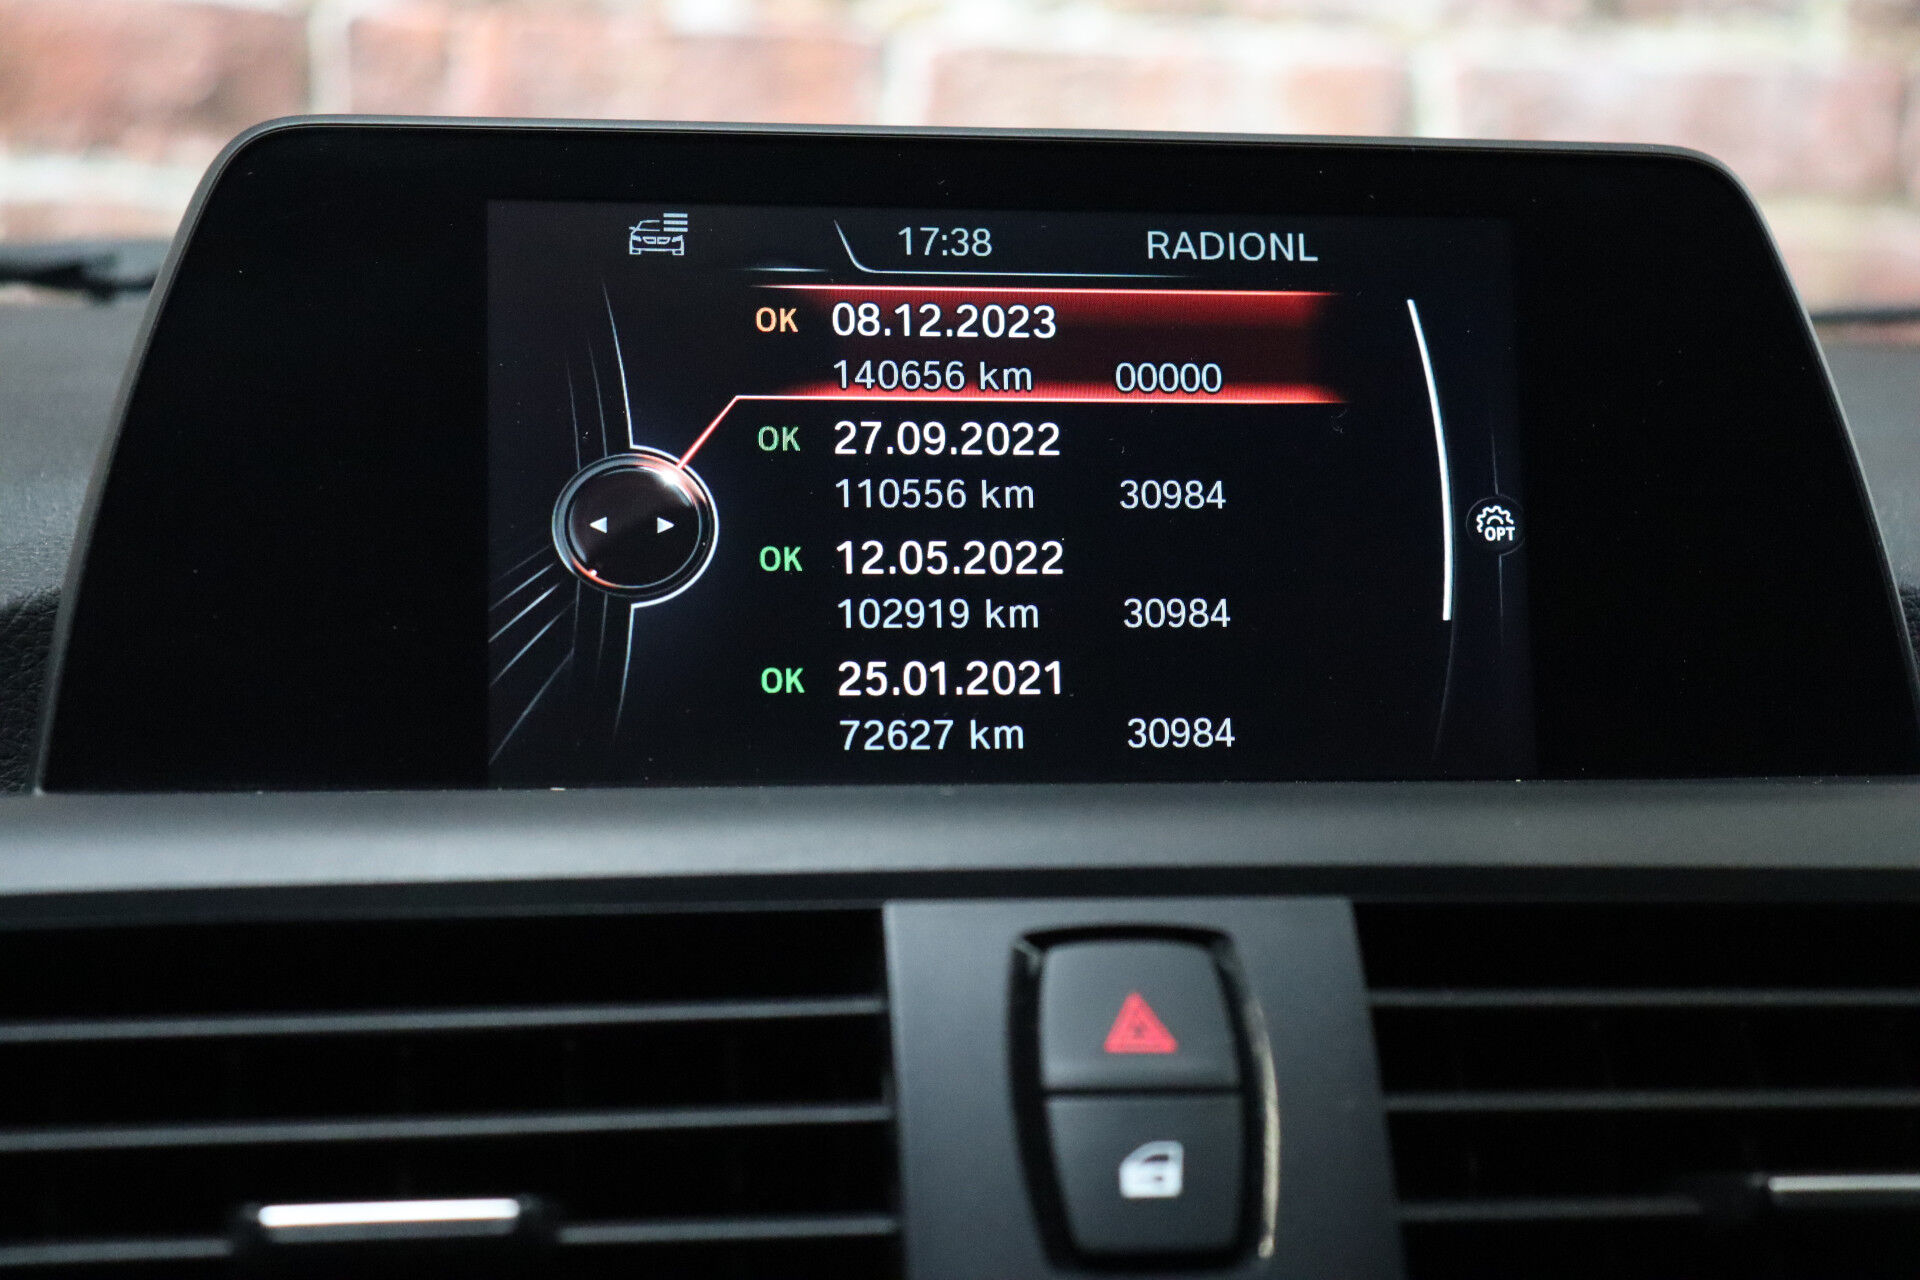 17:38 RADIONL
OK 08.12.2023
140656 km 00000
OK 27.09.2022
110556 km 30984
OK 12.05.2022
102919 km 30984
OPT
OK 25.01.2021
72627 km 30984